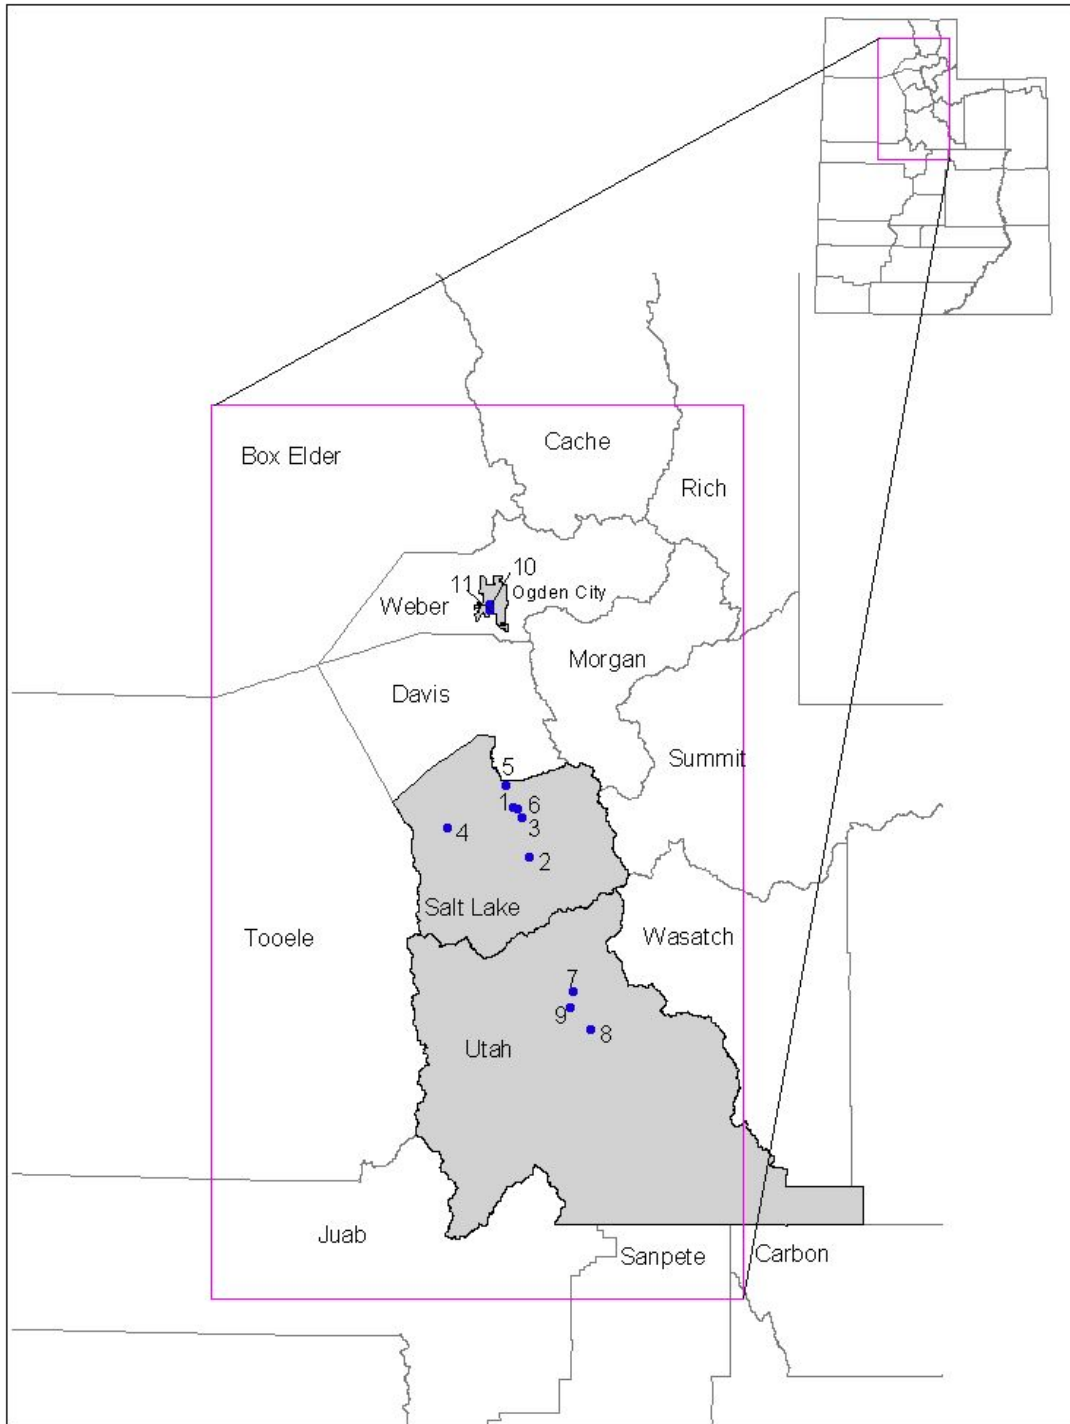 Cache
Box Elder
Rich
10
11
Ogden City
Weber
Morgan
Davis
Summit
5
1
6
3
4
2
Salt Lake
Wasatch
Tooele
7
9
8
Utah
Juab
Sanpete
Carbon